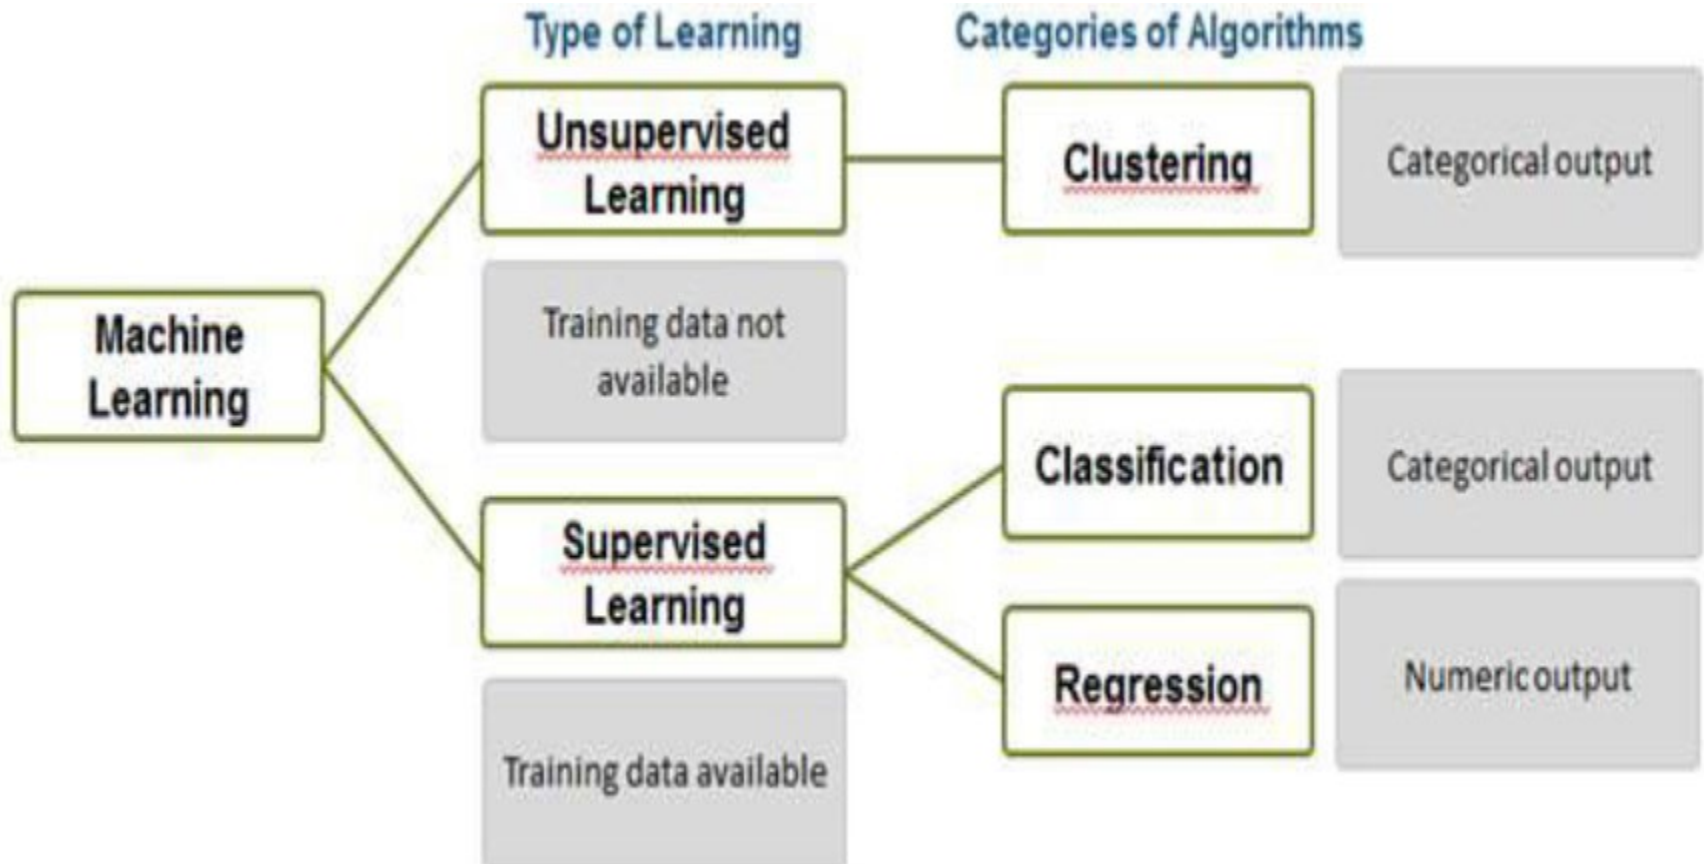 Type of Learning
Categories of Algorithms
Unsupervised
Learning
Clustering
Categorical output
Training data not
available
Machine
Learning
Classification
Categorical output
Supervised
Learning
Regression
Numeric output
Training data available